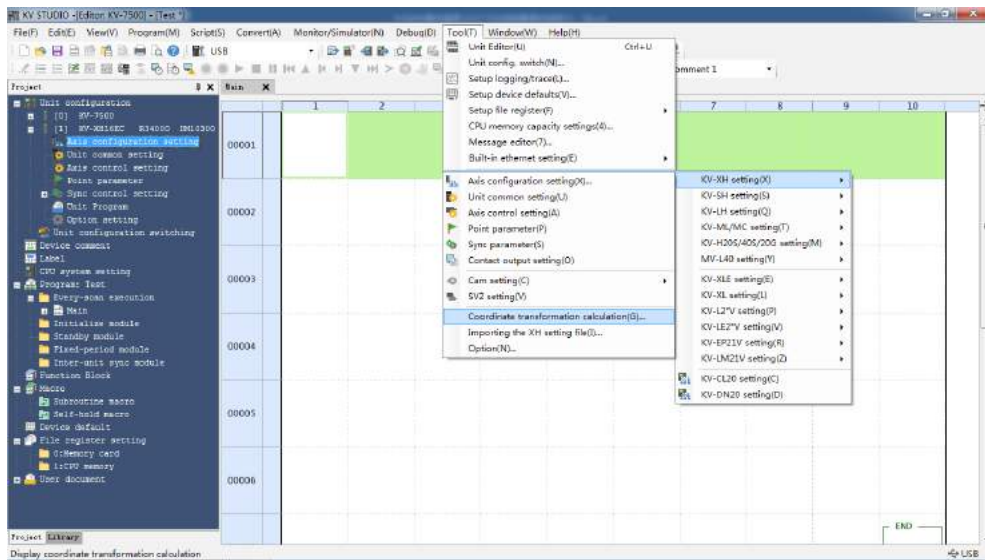 KV STUDIO -[Editor: KV-7500] - [Test *]
File(F) Edit(E) View(V) Program(M) Script(S) Convert(A) Monitor/Simulator(N) Debug(D) Tool(T) Window(W) Help(H)
USB
omment 1
Project
Main
Unit configuration
[0] KV-7500
[1] KV-XH16EC R34000 DM10300
Axis configuration setting
Unit common setting
Axis control setting
Point parameter
Sync control setting
Unit Program
Option setting
Unit configuration switching
Device comment
Label
CPU system setting
Program: Test
Every-scan execution
Main
Initialize module
Standby module
Fixed-period module
Inter-unit sync module
Function Block
Macro
Subroutine macro
Self-hold macro
Device default
File register setting
0:Memory card
1:CPU memory
User document
Project Library
1 2 7 8 9 10
00001
00002
00003
00004
00005
00006
END
Unit Editor(U) Ctrl+U
Unit config. switch(N)...
Setup logging/trace(L)...
Setup device defaults(V)...
Setup file register(F)
CPU memory capacity settings(4)...
Message editor(7)...
Built-in ethernet setting(E)
Axis configuration setting(X)...
Unit common setting(U)
Axis control setting(A)
Point parameter(P)
Sync parameter(S)
Contact output setting(O)
Cam setting(C)
SV2 setting(V)
Coordinate transformation calculation(G)...
Importing the XH setting file(I)...
Option(N)...
KV-XH setting(X)
KV-SH setting(S)
KV-LH setting(Q)
KV-ML/MC setting(T)
KV-H20S/40S/20G setting(M)
MV-L40 setting(Y)
KV-XLE setting(E)
KV-XL setting(L)
KV-L2*V setting(P)
KV-LE2*V setting(V)
KV-EP21V setting(R)
KV-LM21V setting(Z)
KV-CL20 setting(C)
KV-DN20 setting(D)
Display coordinate transformation calculation
USB